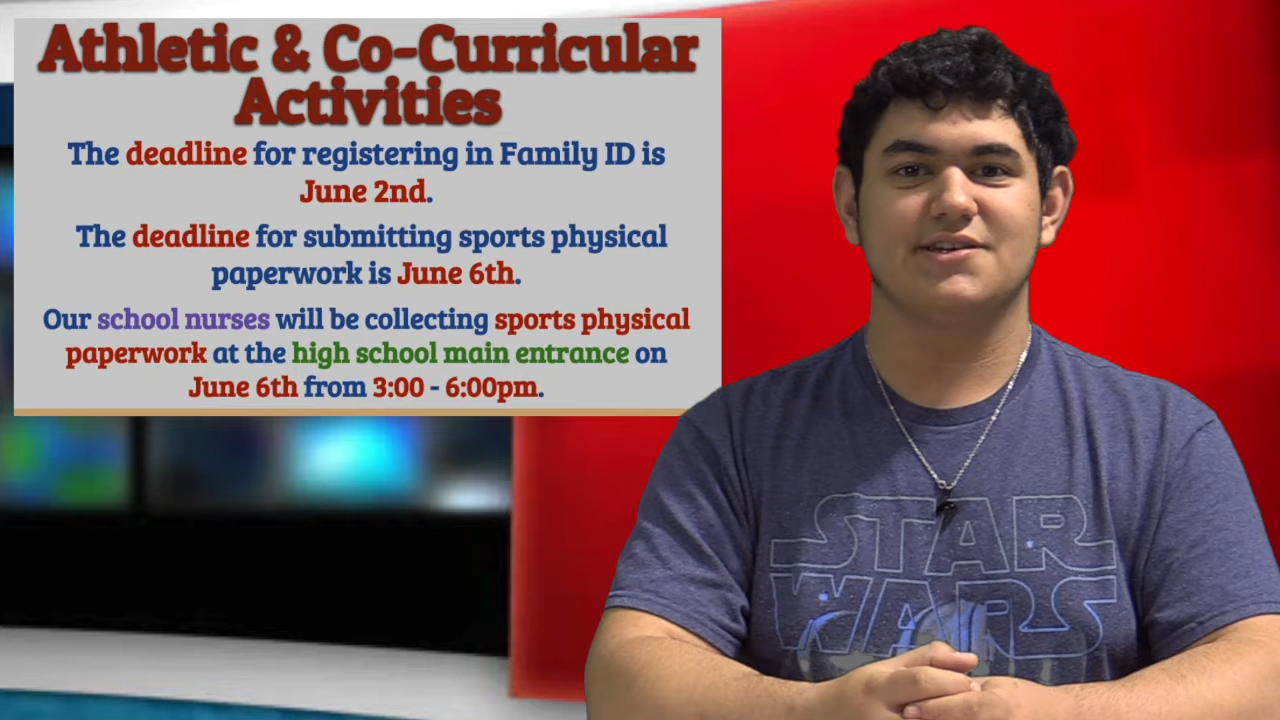 Athletic & Co-Curricular
Activities
The deadline for registering in Family ID is
June 2nd.
The deadline for submitting sports physical
paperwork is June 6th.
Our school nurses will be collecting sports physical
paperwork at the high school main entrance on
June 6th from 3:00 - 6:00pm.
STAR
WARS